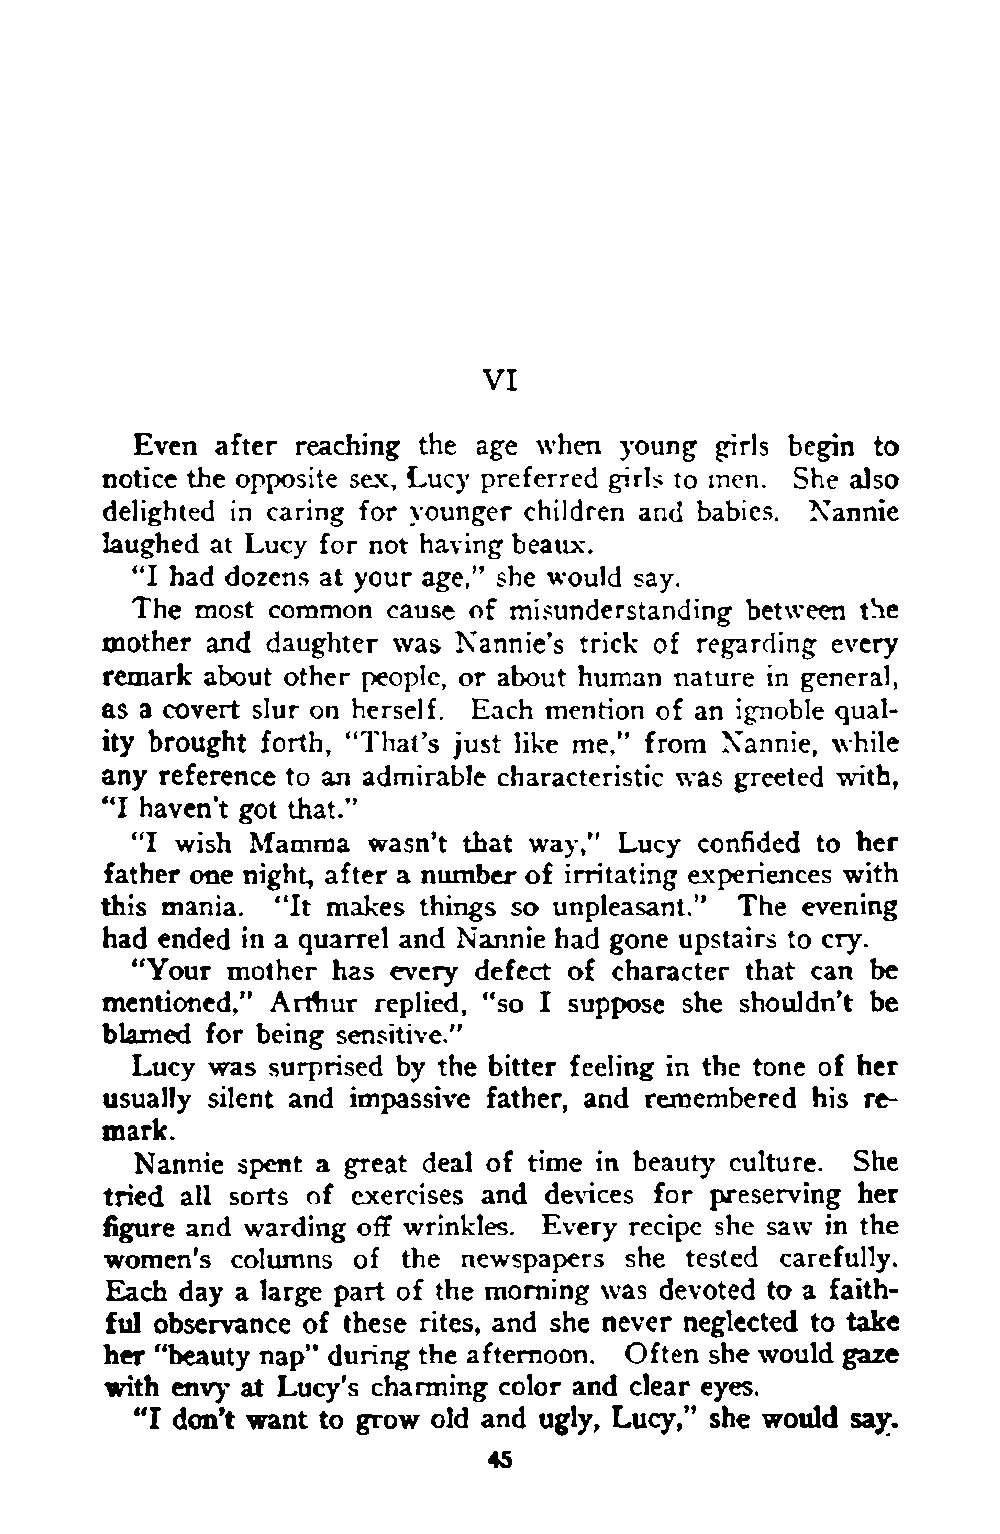 VI
Even after reaching the age when young girls begin to
notice the opposite sex, Lucy preferred girls to men. She also
delighted in caring for younger children and babies. Nannie
laughed at Lucy for not having beaux.
“I had dozens at your age,” she would say.
The most common cause of misunderstanding between the
mother and daughter was Nannie's trick of regarding every
remark about other people, or about human nature in general,
as a covert slur on herself. Each mention of an ignoble qual-
ity brought forth, “That's just like me,” from Nannie, while
any reference to an admirable characteristic was greeted with,
“I haven't got that.”
“I wish Mamma wasn't that way,” Lucy confided to her
father one night, after a number of irritating experiences with
this mania. “It makes things so unpleasant.” The evening
had ended in a quarrel and Nannie had gone upstairs to cry.
“Your mother has every defect of character that can be
mentioned,” Arthur replied, “so I suppose she shouldn't be
blamed for being sensitive.”
Lucy was surprised by the bitter feeling in the tone of her
usually silent and impassive father, and remembered his re-
mark.
Nannie spent a great deal of time in beauty culture. She
tried all sorts of exercises and devices for preserving her
figure and warding off wrinkles. Every recipe she saw in the
women's columns of the newspapers she tested carefully.
Each day a large part of the morning was devoted to a faith-
ful observance of these rites, and she never neglected to take
her “beauty nap” during the afternoon. Often she would gaze
with envy at Lucy's charming color and clear eyes.
“I don't want to grow old and ugly, Lucy,” she would say.
45